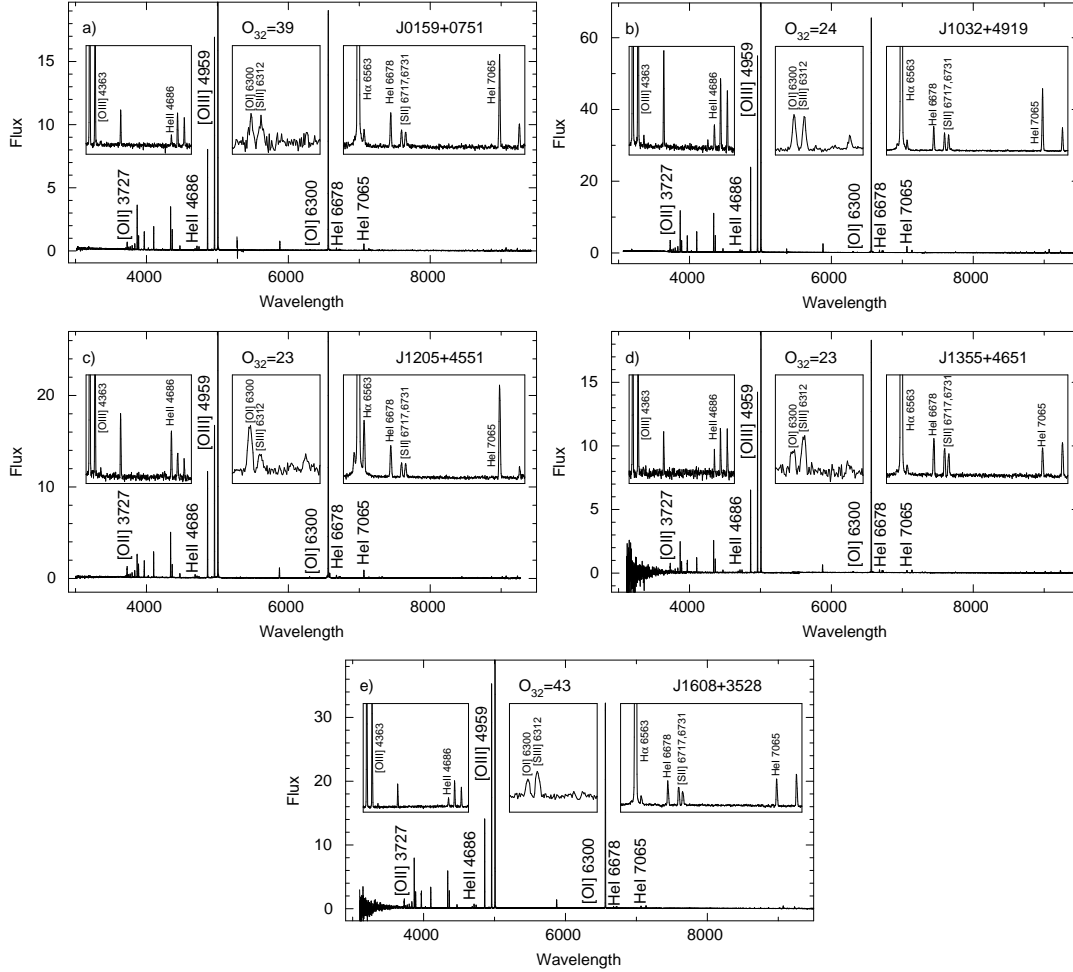 a)
O32=39
J0159+0751
[OIII] 4363
HeII 4686
[OIII] 4959
[OI] 6300
[SIII] 6312
Hα 6563
HeI 6678
[SII] 6717,6731
HeI 7065
[OII] 3727
HeII 4686
[OI] 6300
HeI 6678
HeI 7065
Flux
0
5
10
15
4000
6000
8000
Wavelength
b)
O32=24
J1032+4919
[OIII] 4363
HeII 4686
[OIII] 4959
[OI] 6300
[SIII] 6312
Hα 6563
HeI 6678
[SII] 6717,6731
HeI 7065
[OII] 3727
HeII 4686
[OI] 6300
HeI 6678
HeI 7065
Flux
0
20
40
60
4000
6000
8000
Wavelength
c)
O32=23
J1205+4551
[OIII] 4363
HeII 4686
[OIII] 4959
[OI] 6300
[SIII] 6312
Hα 6563
HeI 6678
[SII] 6717,6731
HeI 7065
[OII] 3727
HeII 4686
[OI] 6300
HeI 6678
HeI 7065
Flux
0
10
20
4000
6000
8000
Wavelength
d)
O32=23
J1355+4651
[OIII] 4363
HeII 4686
[OIII] 4959
[OI] 6300
[SIII] 6312
Hα 6563
HeI 6678
[SII] 6717,6731
HeI 7065
[OII] 3727
HeII 4686
[OI] 6300
HeI 6678
HeI 7065
Flux
0
5
10
15
4000
6000
8000
Wavelength
e)
O32=43
J1608+3528
[OIII] 4363
HeII 4686
[OIII] 4959
[OI] 6300
[SIII] 6312
Hα 6563
HeI 6678
[SII] 6717,6731
HeI 7065
[OII] 3727
HeII 4686
[OI] 6300
HeI 6678
HeI 7065
Flux
0
10
20
30
4000
6000
8000
Wavelength